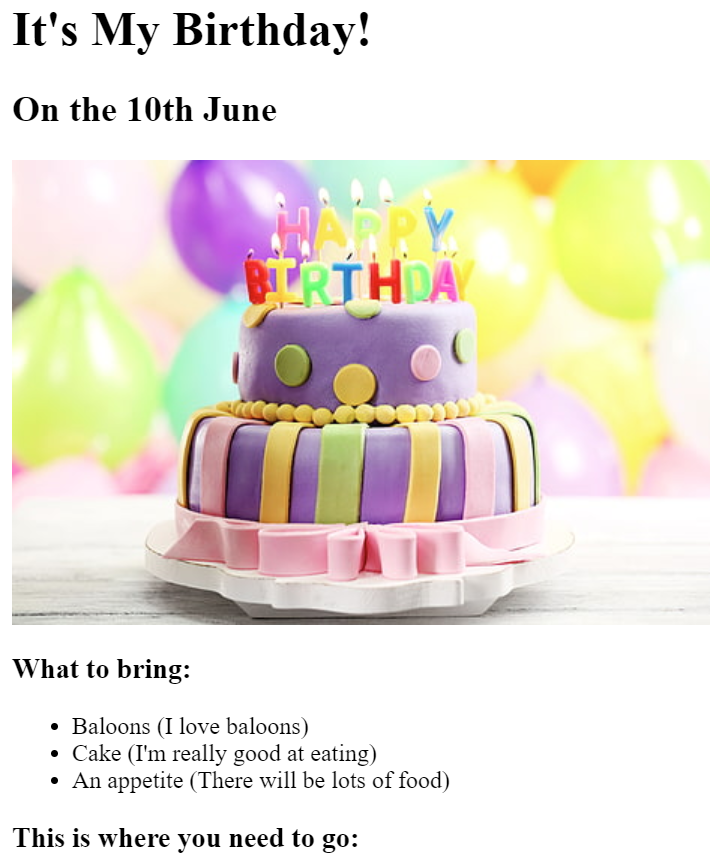 It's My Birthday!
On the 10th June
HAPPY
BIRTHDAY
What to bring:
Baloons (I love baloons)
Cake (I'm really good at eating)
An appetite (There will be lots of food)
This is where you need to go: